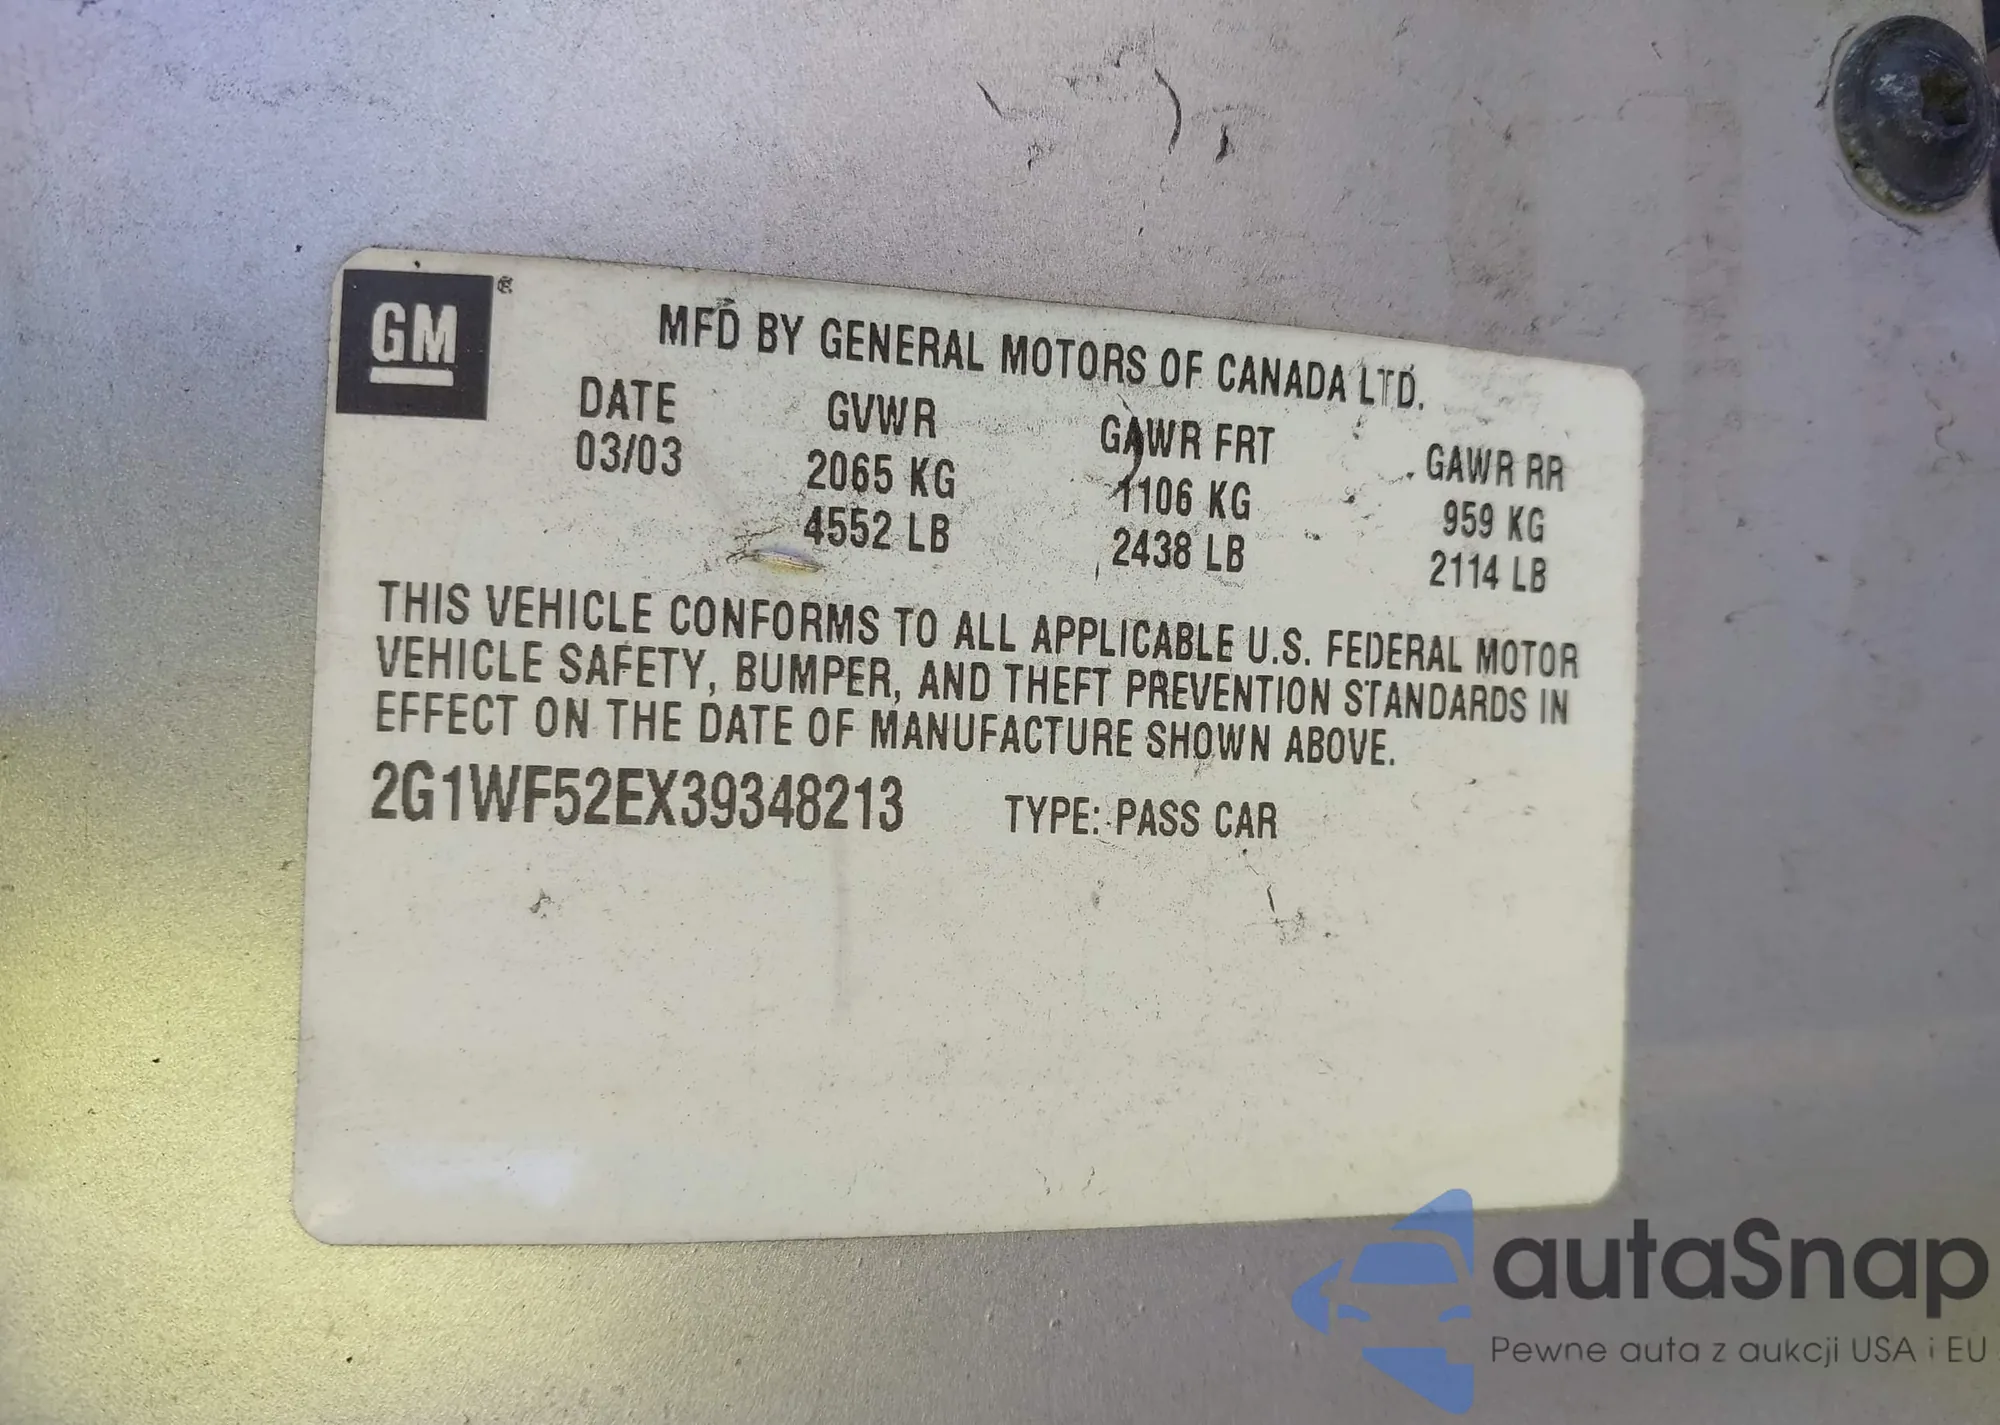 GM
MFD BY GENERAL MOTORS OF CANADA LTD.
DATE GVWR GAWR FRT GAWR RR
03/03 2065 KG 1106 KG 959 KG
4552 LB 2438 LB 2114 LB
THIS VEHICLE CONFORMS TO ALL APPLICABLE U.S. FEDERAL MOTOR
VEHICLE SAFETY, BUMPER, AND THEFT PREVENTION STANDARDS IN
EFFECT ON THE DATE OF MANUFACTURE SHOWN ABOVE.
2G1WF52EX39348213 TYPE: PASS CAR
autaSnap
Pewne auta z aukcji USA i EU